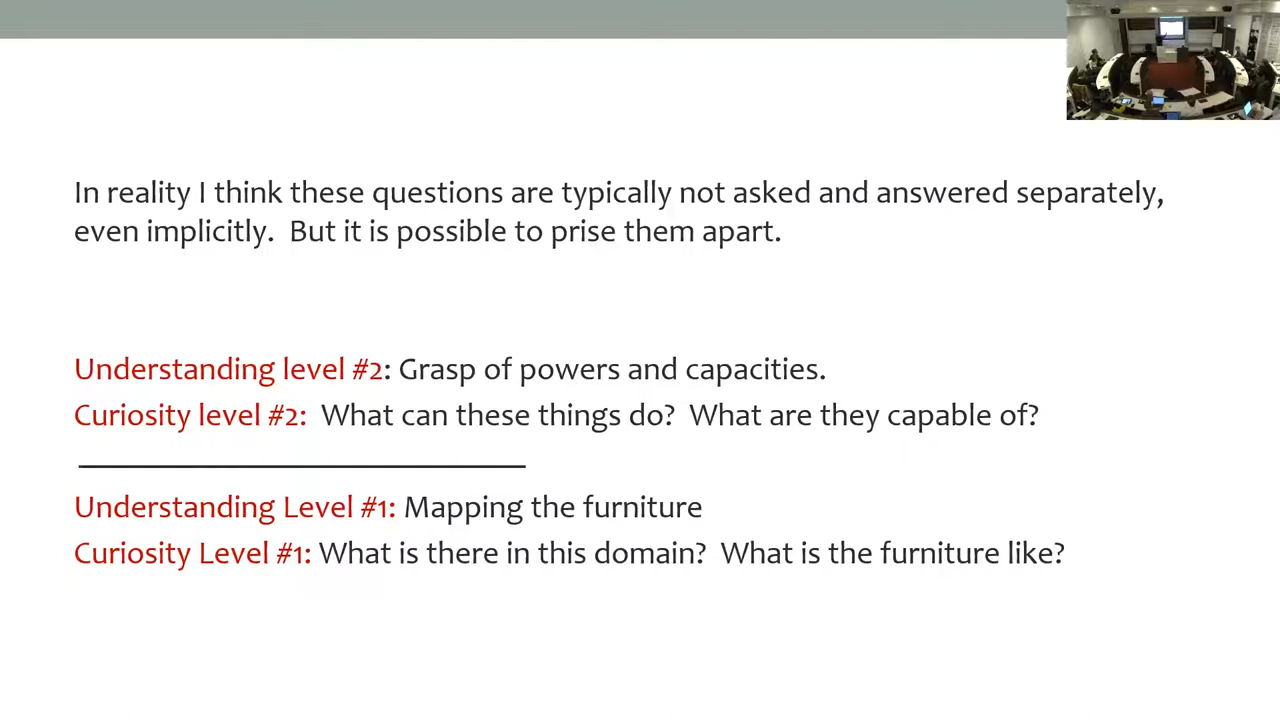 In reality I think these questions are typically not asked and answered separately,
even implicitly.  But it is possible to prise them apart.
Understanding level #2: Grasp of powers and capacities.
Curiosity level #2:  What can these things do?  What are they capable of?
Understanding Level #1: Mapping the furniture
Curiosity Level #1: What is there in this domain?  What is the furniture like?